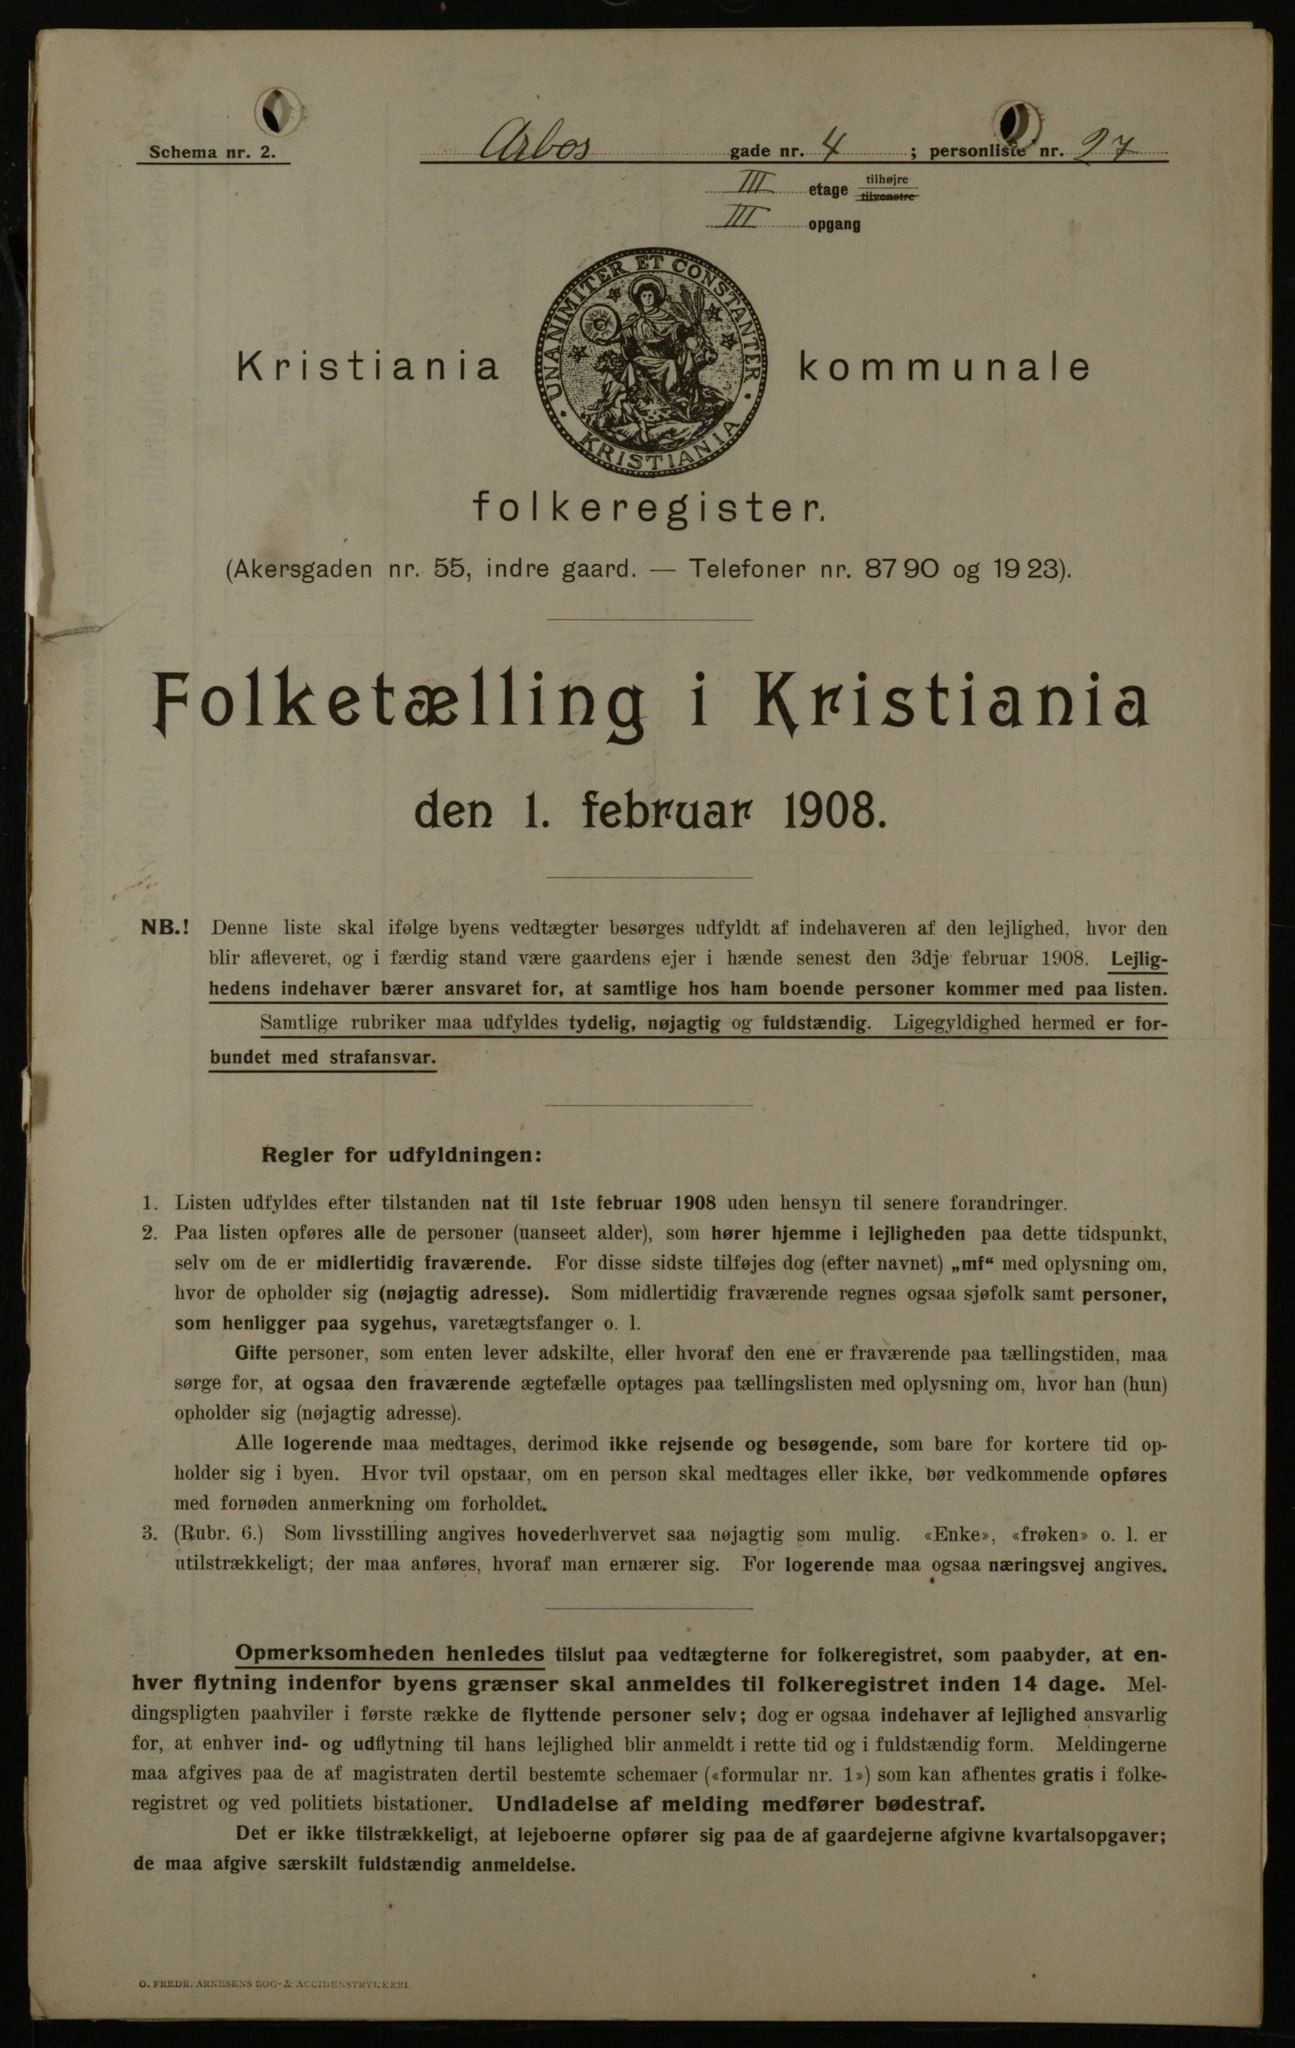 Schema nr. 2.
Arbos gade nr. 4 ; personliste nr. 27
III etage tilhøjre tilvenstre
III opgang
UNANIMITER ET CONSTANTER · KRISTIANIA ·
Kristiania kommunale
folkeregister.
(Akersgaden nr. 55, indre gaard. — Telefoner nr. 87 90 og 19 23).
Folketælling i Kristiania
den 1. februar 1908.
NB.! Denne liste skal ifølge byens vedtægter besørges udfyldt af indehaveren af den lejlighed, hvor den
blir afleveret, og i færdig stand være gaardens ejer i hænde senest den 3dje februar 1908. Lejlig-
hedens indehaver bærer ansvaret for, at samtlige hos ham boende personer kommer med paa listen.
Samtlige rubriker maa udfyldes tydelig, nøjagtig og fuldstændig. Ligegyldighed hermed er for-
bundet med strafansvar.
Regler for udfyldningen:
1. Listen udfyldes efter tilstanden nat til 1ste februar 1908 uden hensyn til senere forandringer.
2. Paa listen opføres alle de personer (uanseet alder), som hører hjemme i lejligheden paa dette tidspunkt,
selv om de er midlertidig fraværende. For disse sidste tilføjes dog (efter navnet) „mf“ med oplysning om,
hvor de opholder sig (nøjagtig adresse). Som midlertidig fraværende regnes ogsaa sjøfolk samt personer,
som henligger paa sygehus, varetægtsfanger o. l.
Gifte personer, som enten lever adskilte, eller hvoraf den ene er fraværende paa tællingstiden, maa
sørge for, at ogsaa den fraværende ægtefælle optages paa tællingslisten med oplysning om, hvor han (hun)
opholder sig (nøjagtig adresse).
Alle logerende maa medtages, derimod ikke rejsende og besøgende, som bare for kortere tid op-
holder sig i byen. Hvor tvil opstaar, om en person skal medtages eller ikke, bør vedkommende opføres
med fornøden anmerkning om forholdet.
3. (Rubr. 6.) Som livsstilling angives hovederhvervet saa nøjagtig som mulig. «Enke», «frøken» o. l. er
utilstrækkeligt; der maa anføres, hvoraf man ernærer sig. For logerende maa ogsaa næringsvej angives.
Opmerksomheden henledes tilslut paa vedtægterne for folkeregistret, som paabyder, at en-
hver flytning indenfor byens grænser skal anmeldes til folkeregistret inden 14 dage. Mel-
dingspligten paahviler i første række de flyttende personer selv; dog er ogsaa indehaver af lejlighed ansvarlig
for, at enhver ind- og udflytning til hans lejlighed blir anmeldt i rette tid og i fuldstændig form. Meldingerne
maa afgives paa de af magistraten dertil bestemte schemaer («formular nr. 1») som kan afhentes gratis i folke-
registret og ved politiets bistationer. Undladelse af melding medfører bødestraf.
Det er ikke tilstrækkeligt, at lejeboerne opfører sig paa de af gaardejerne afgivne kvartalsopgaver;
de maa afgive særskilt fuldstændig anmeldelse.
O. FREDR. ARNESENS BOG- & ACCIDENSTRYKKERI.